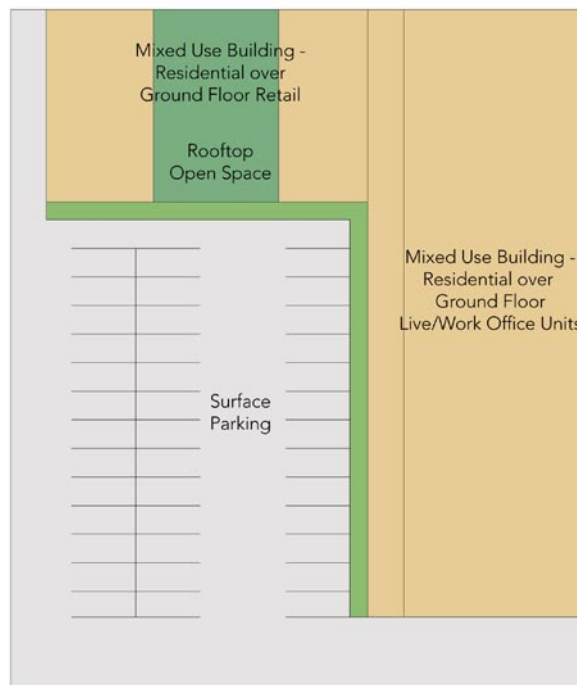 Mixed Use Building -
Residential over
Ground Floor Retail
Rooftop
Open Space
Mixed Use Building -
Residential over
Ground Floor
Live/Work Office Units
Surface
Parking